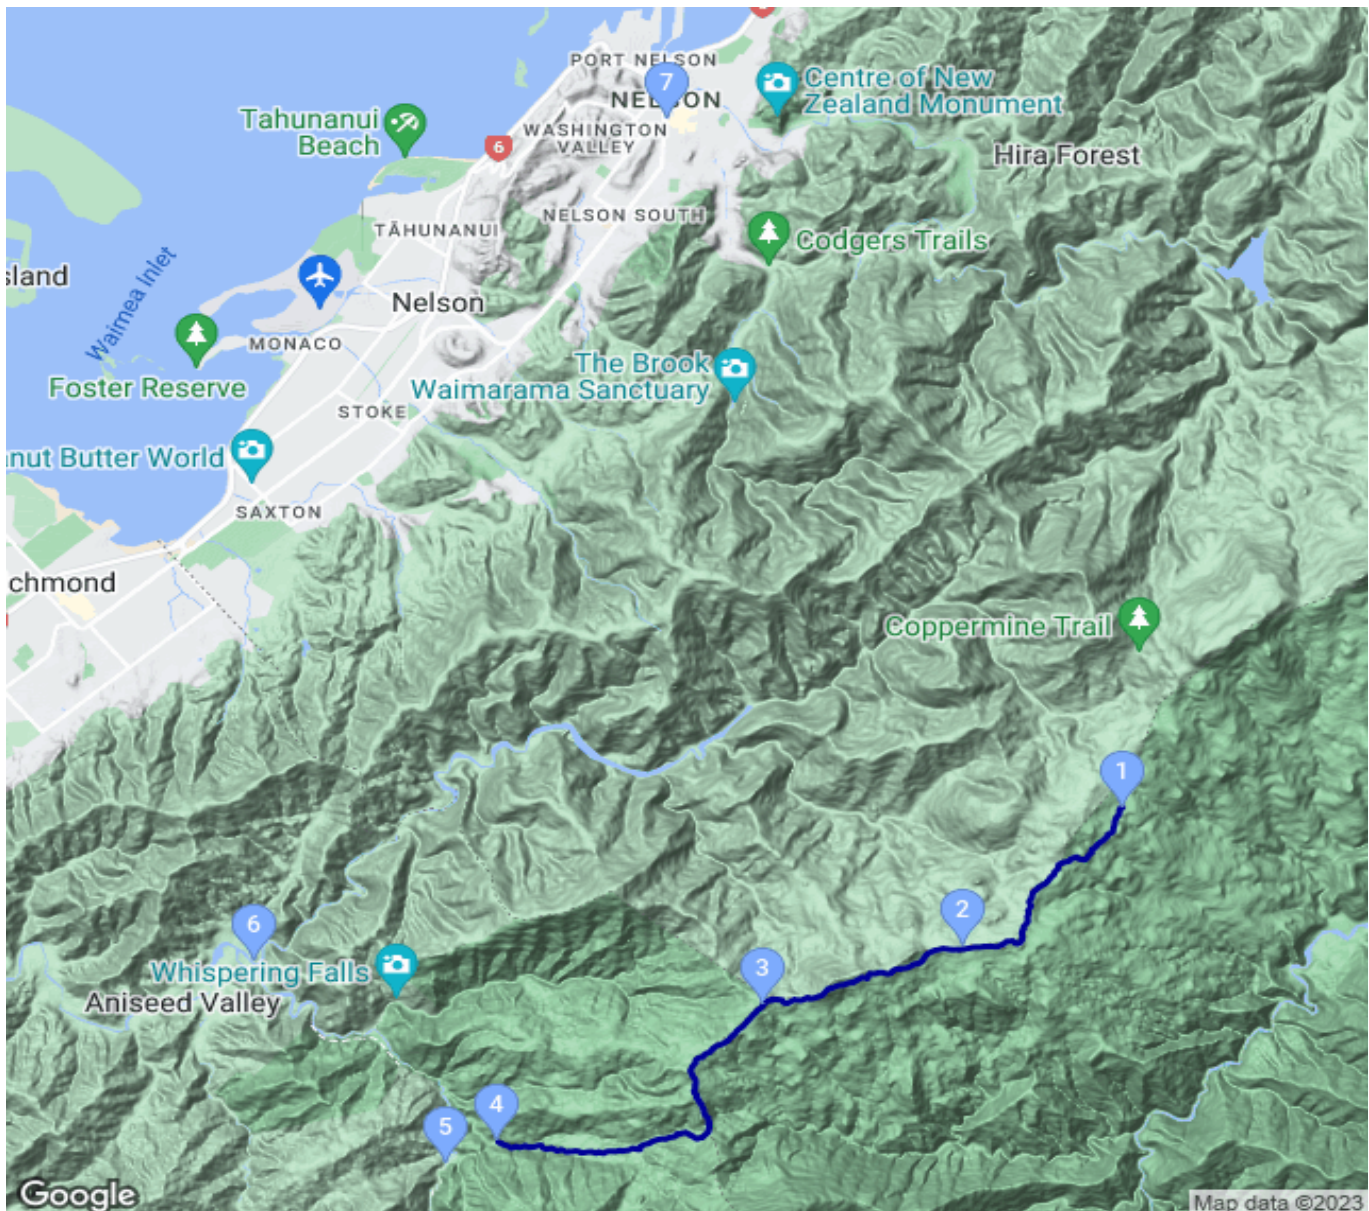 PORT NELSON
7
NELSON
Centre of New
Zealand Monument
Tahunanui
Beach
6
WASHINGTON
VALLEY
Hira Forest
NELSON SOUTH
TĀHUNANUI
Codgers Trails
sland
Waimea Inlet
Nelson
MONACO
The Brook
Waimarama Sanctuary
Foster Reserve
STOKE
anut Butter World
SAXTON
chmond
Coppermine Trail
1
2
6
3
Whispering Falls
Aniseed Valley
4
5
Google
Map data ©2023